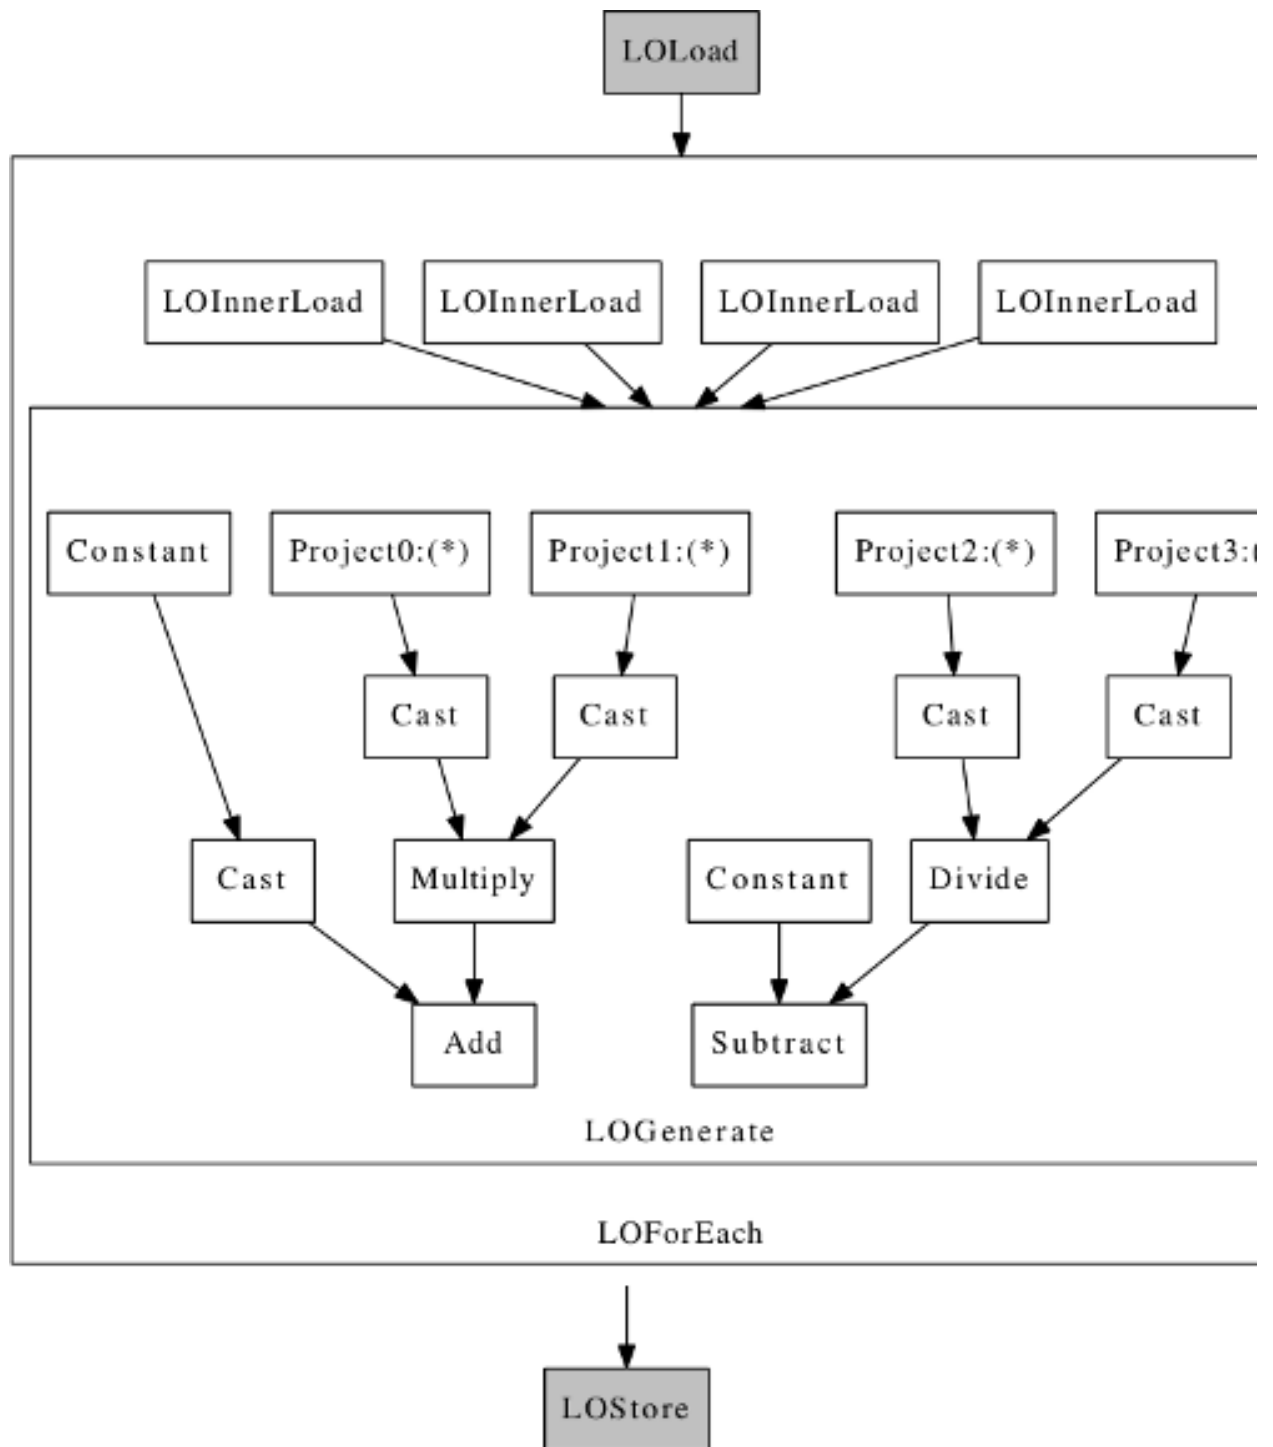 LOLoad
LOInnerLoad LOInnerLoad LOInnerLoad LOInnerLoad
Constant Project0:(*) Project1:(*) Project2:(*) Project3:(
Cast Cast Cast Cast
Cast Multiply Constant Divide
Add Subtract
LOGenerate
LOForEach
LOStore